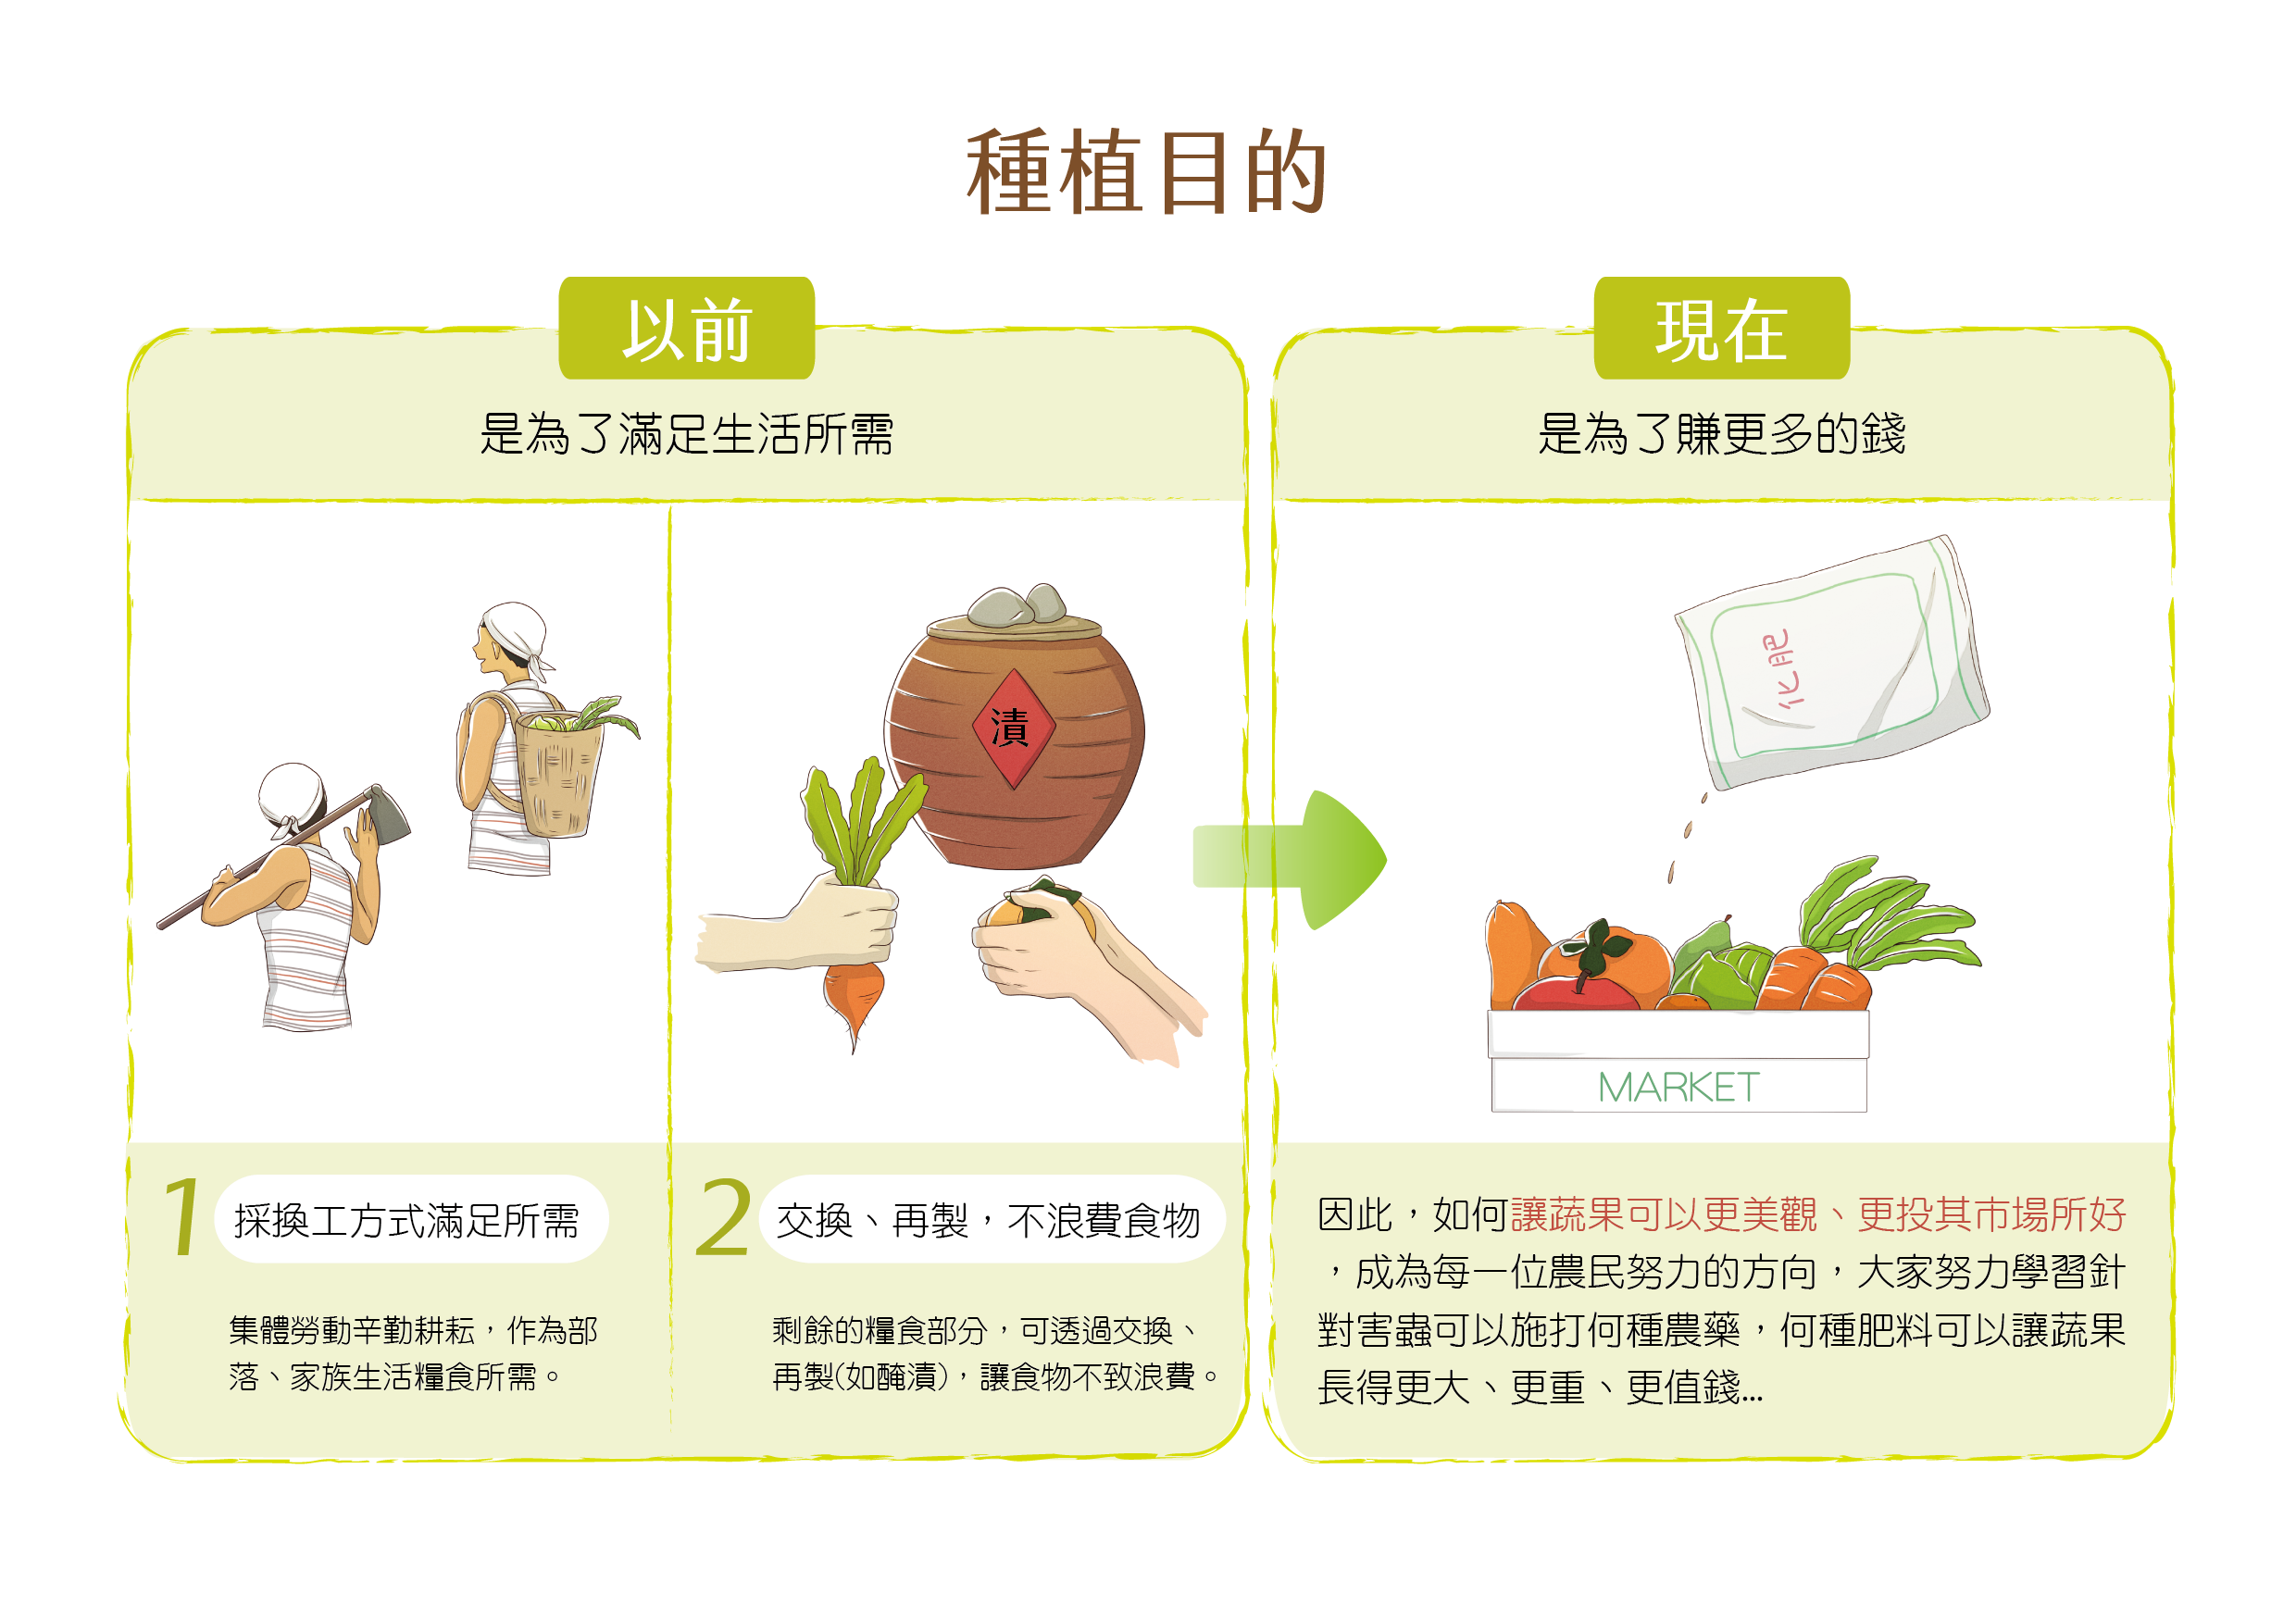 種植目的
以前
是為了滿足生活所需
漬
1 採換工方式滿足所需
集體勞動辛勤耕耘，作為部
落、家族生活糧食所需。
2 交換、再製，不浪費食物
剩餘的糧食部分，可透過交換、
再製(如醃漬)，讓食物不致浪費。
現在
是為了賺更多的錢
MARKET
因此，如何讓蔬果可以更美觀、更投其市場所好
，成為每一位農民努力的方向，大家努力學習針
對害蟲可以施打何種農藥，何種肥料可以讓蔬果
長得更大、更重、更值錢...